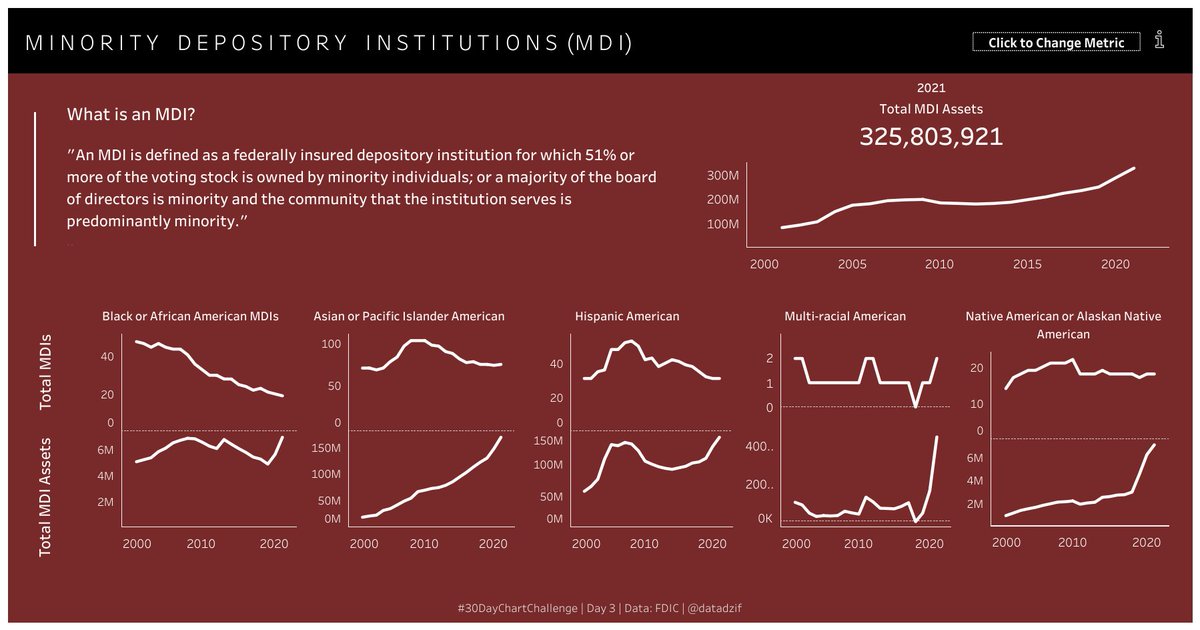 MINORITY DEPOSITORY INSTITUTIONS (MDI)
Click to Change Metric
i
What is an MDI?
"An MDI is defined as a federally insured depository institution for which 51% or
more of the voting stock is owned by minority individuals; or a majority of the board
of directors is minority and the community that the institution serves is
predominantly minority."
2021
Total MDI Assets
325,803,921
300M
200M
100M
2000 2005 2010 2015 2020
Black or African American MDIs
Asian or Pacific Islander American
Hispanic American
Multi-racial American
Native American or Alaskan Native
American
Total MDIs
40
20
0
100
50
0
40
20
0
2
1
0
20
10
0
Total MDI Assets
6M
4M
2M
150M
100M
50M
0M
150M
100M
50M
0M
400..
200..
0K
6M
4M
2M
2000 2010 2020
2000 2010 2020
2000 2010 2020
2000 2010 2020
2000 2010 2020
#30DayChartChallenge | Day 3 | Data: FDIC | @datadzif